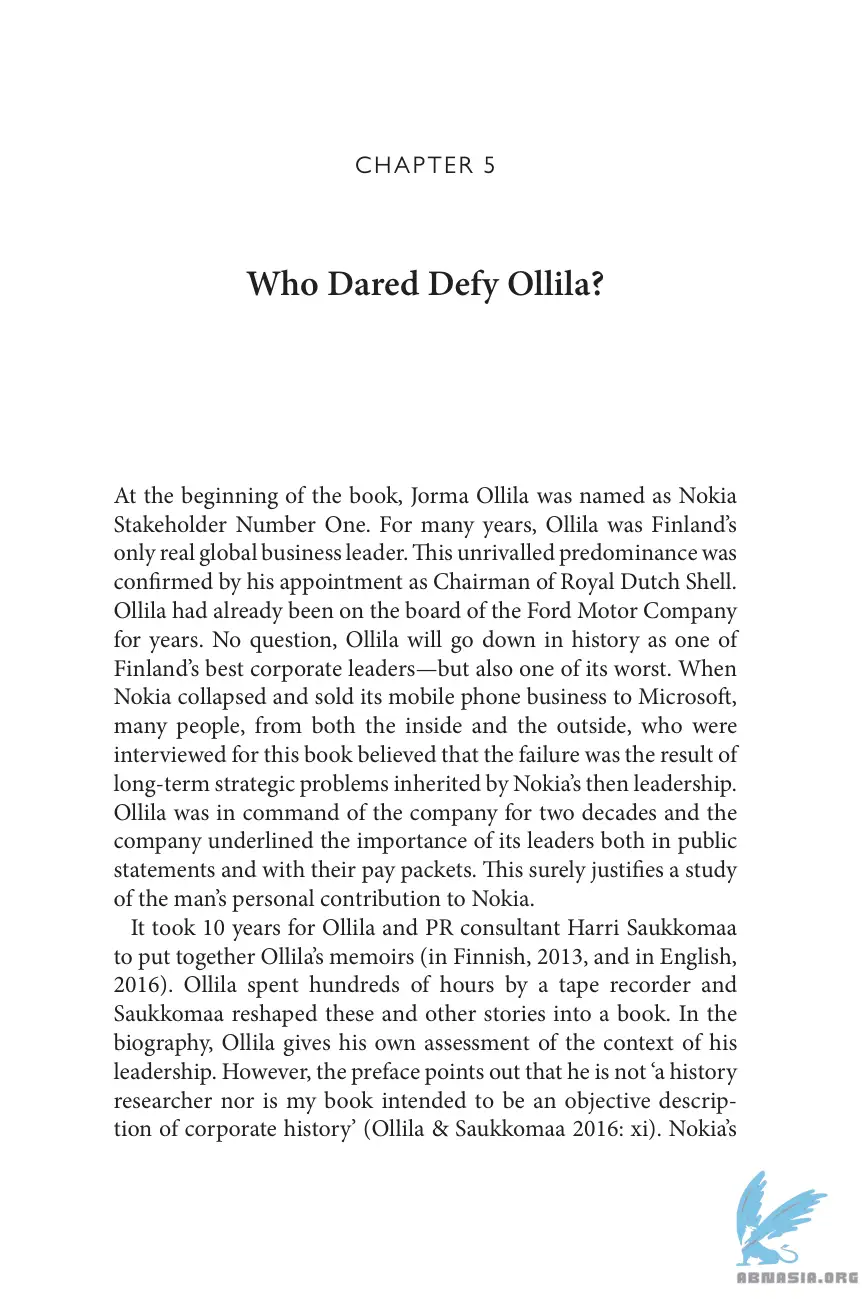 CHAPTER 5
Who Dared Defy Ollila?
At the beginning of the book, Jorma Ollila was named as Nokia
Stakeholder Number One. For many years, Ollila was Finland’s
only real global business leader. This unrivalled predominance was
confirmed by his appointment as Chairman of Royal Dutch Shell.
Ollila had already been on the board of the Ford Motor Company
for years. No question, Ollila will go down in history as one of
Finland’s best corporate leaders—but also one of its worst. When
Nokia collapsed and sold its mobile phone business to Microsoft,
many people, from both the inside and the outside, who were
interviewed for this book believed that the failure was the result of
long-term strategic problems inherited by Nokia’s then leadership.
Ollila was in command of the company for two decades and the
company underlined the importance of its leaders both in public
statements and with their pay packets. This surely justifies a study
of the man’s personal contribution to Nokia.
It took 10 years for Ollila and PR consultant Harri Saukkomaa
to put together Ollila’s memoirs (in Finnish, 2013, and in English,
2016). Ollila spent hundreds of hours by a tape recorder and
Saukkomaa reshaped these and other stories into a book. In the
biography, Ollila gives his own assessment of the context of his
leadership. However, the preface points out that he is not ‘a history
researcher nor is my book intended to be an objective descrip-
tion of corporate history’ (Ollila & Saukkomaa 2016: xi). Nokia’s
ABNASIA.ORG